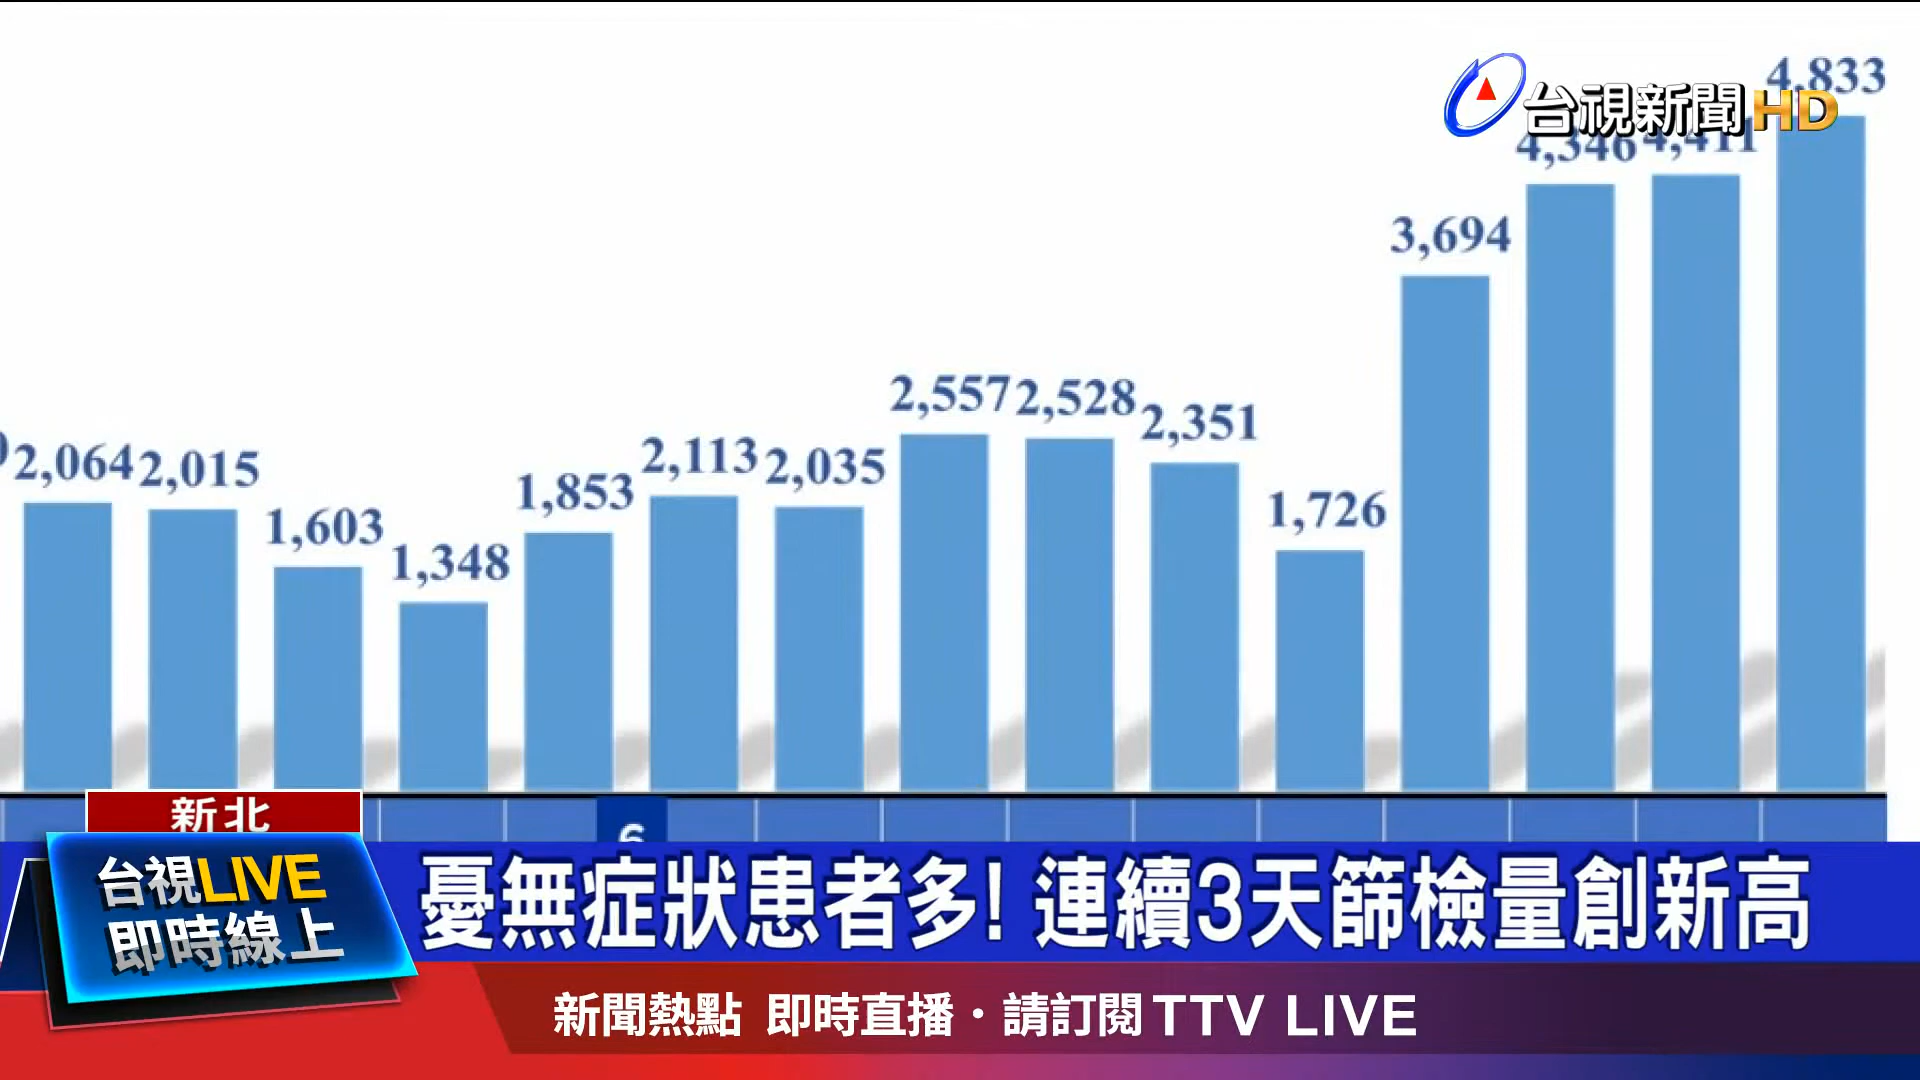 台視新聞HD
4,833
4,346 4,411
3,694
2,557 2,528 2,351
2,064 2,015 1,603 1,348 1,853 2,113 2,035 1,726
6
新北
台視LIVE
即時線上
憂無症狀患者多! 連續3天篩檢量創新高
新聞熱點 即時直播・請訂閱TTV LIVE